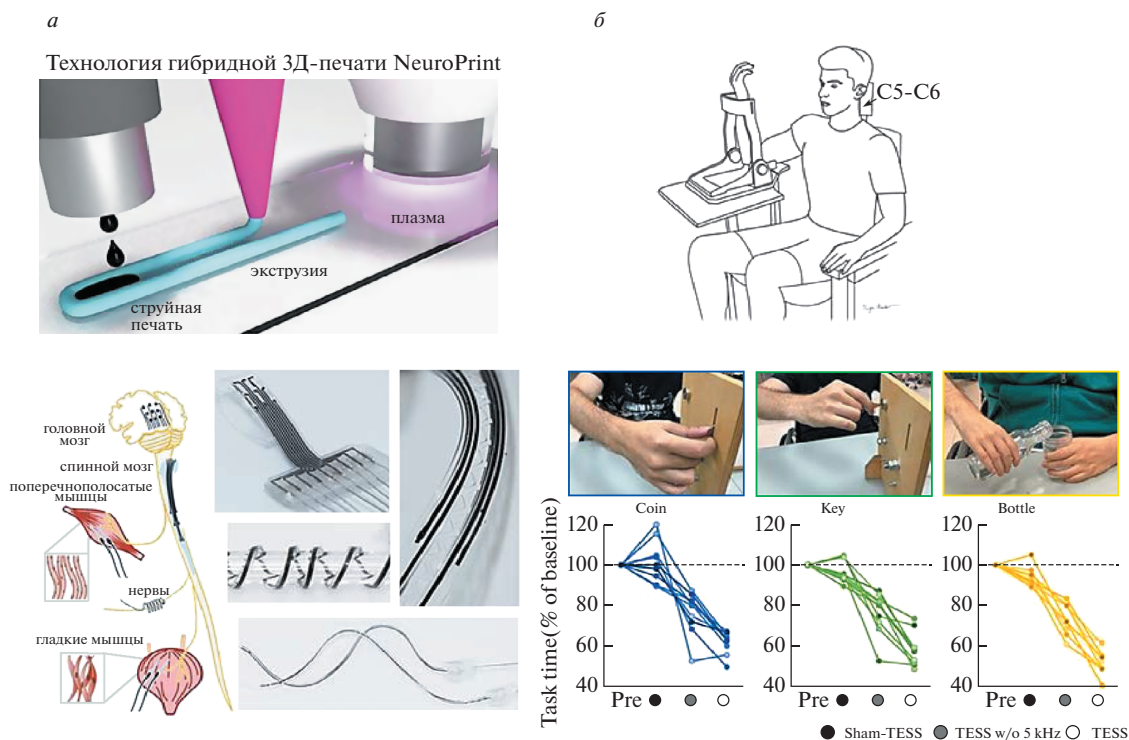 а
Технология гибридной 3Д-печати NeuroPrint
плазма
экструзия
струйная
печать
головной
мозг
спинной мозг
поперечнополосатые
мышцы
нервы
гладкие мышцы
б
C5-C6
Coin
Key
Bottle
Task time(% of baseline)
120
100
80
60
40
Pre
120
100
80
60
40
Pre
120
100
80
60
40
Pre
Sham-TESS
TESS w/o 5 kHz
TESS